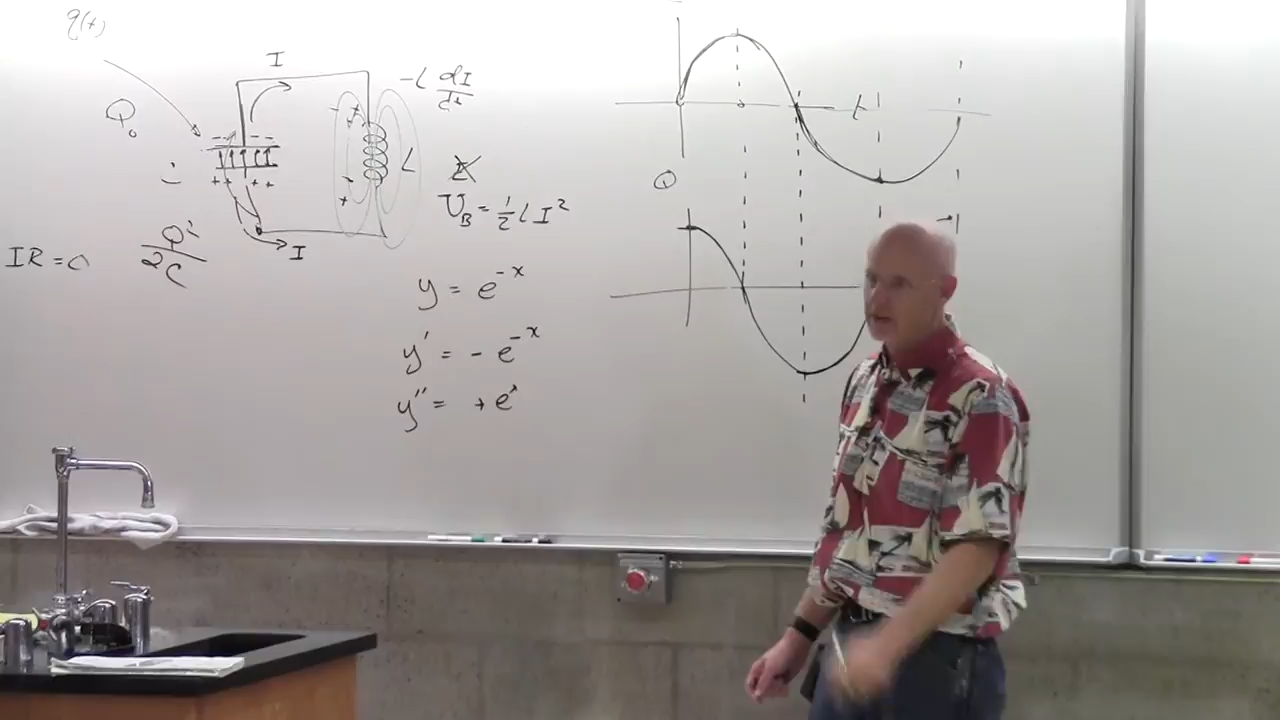 q(t)
I
-L dI/dt
Q₀
- - - -
++ ++
L
U_B = ½ L I²
I
IR = 0
Q²/2C
y = e^-x
y' = - e^-x
y'' = + e^x
t
Q